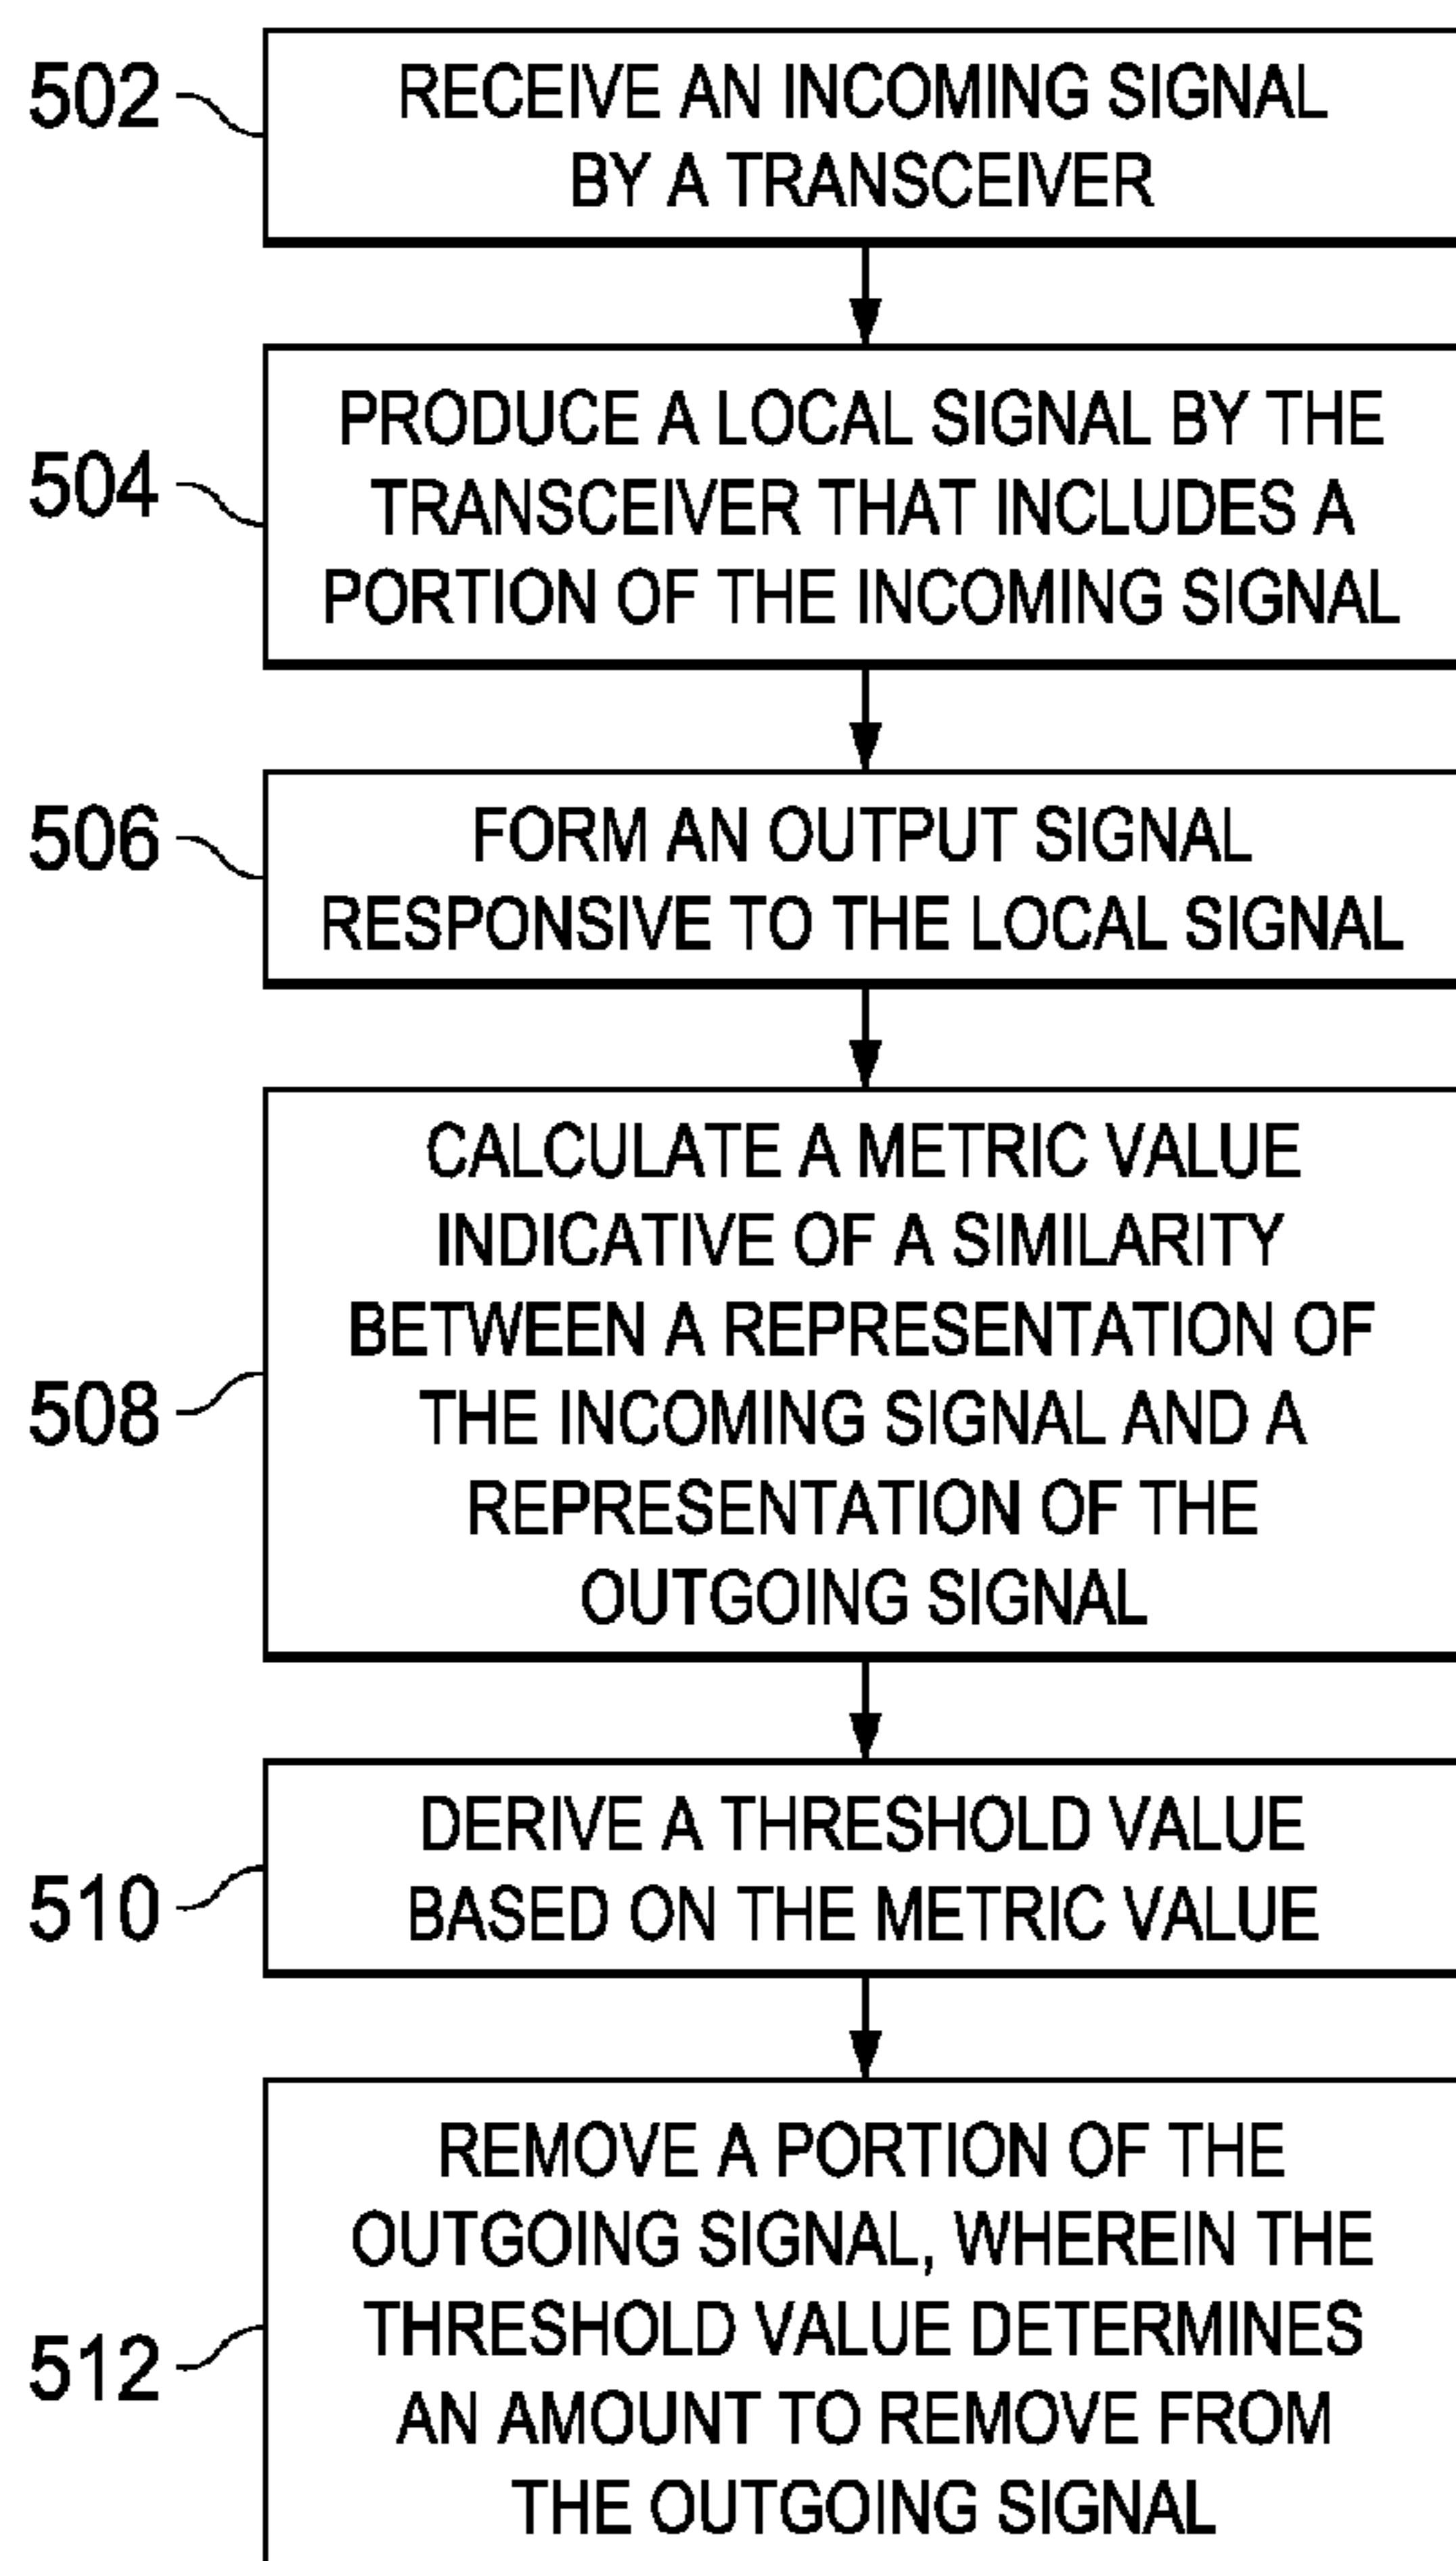 502
RECEIVE AN INCOMING SIGNAL
BY A TRANSCEIVER
504
PRODUCE A LOCAL SIGNAL BY THE
TRANSCEIVER THAT INCLUDES A
PORTION OF THE INCOMING SIGNAL
506
FORM AN OUTPUT SIGNAL
RESPONSIVE TO THE LOCAL SIGNAL
508
CALCULATE A METRIC VALUE
INDICATIVE OF A SIMILARITY
BETWEEN A REPRESENTATION OF
THE INCOMING SIGNAL AND A
REPRESENTATION OF THE
OUTGOING SIGNAL
510
DERIVE A THRESHOLD VALUE
BASED ON THE METRIC VALUE
512
REMOVE A PORTION OF THE
OUTGOING SIGNAL, WHEREIN THE
THRESHOLD VALUE DETERMINES
AN AMOUNT TO REMOVE FROM
THE OUTGOING SIGNAL